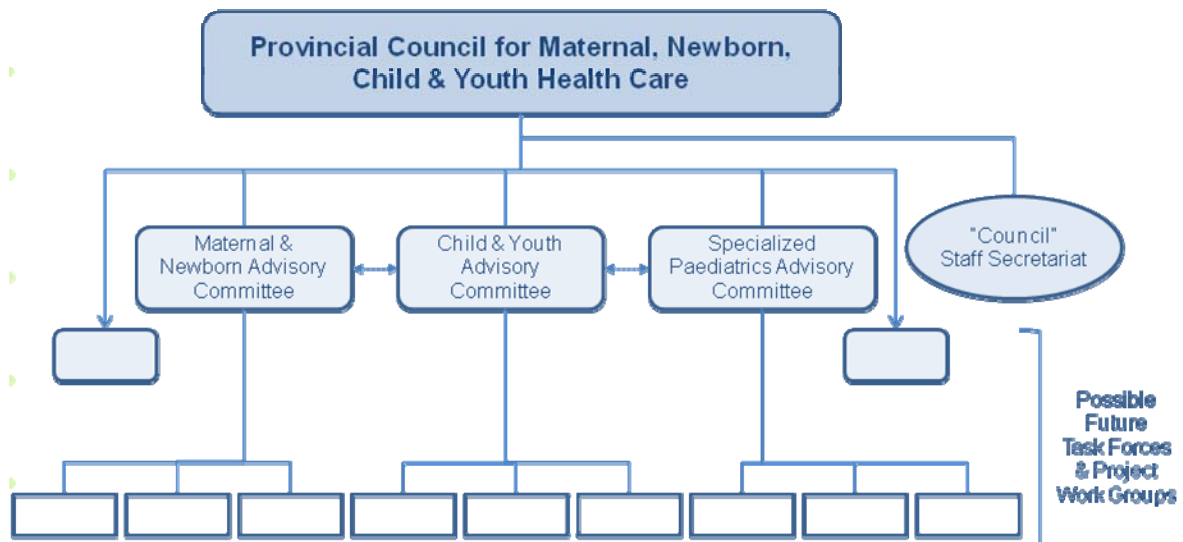 Provincial Council for Maternal, Newborn,
Child & Youth Health Care
Maternal &
Newborn Advisory
Committee
Child & Youth
Advisory
Committee
Specialized
Paediatrics Advisory
Committee
"Council"
Staff Secretariat
Possible
Future
Task Forces
& Project
Work Groups